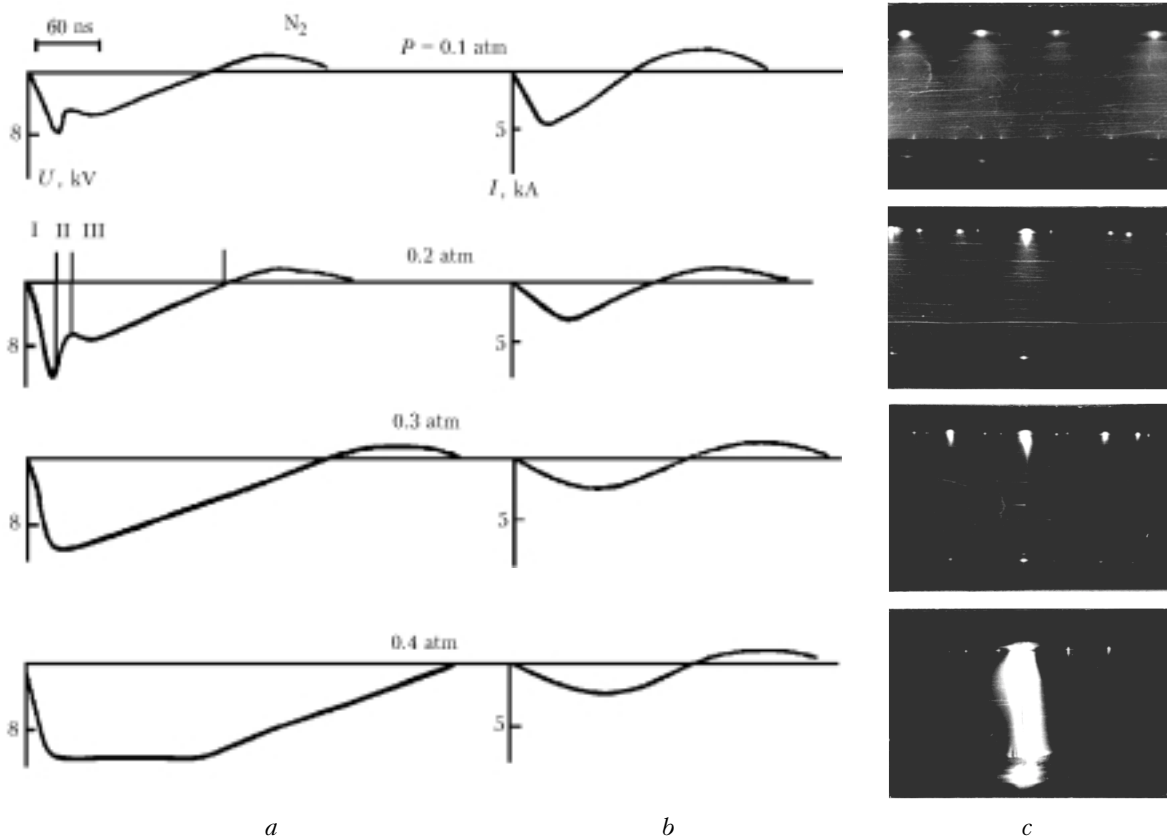 60 ns
N₂
P = 0.1 atm
8
5
U, kV
I, kA
I II III
0.2 atm
8
5
0.3 atm
8
5
0.4 atm
8
5
a b c